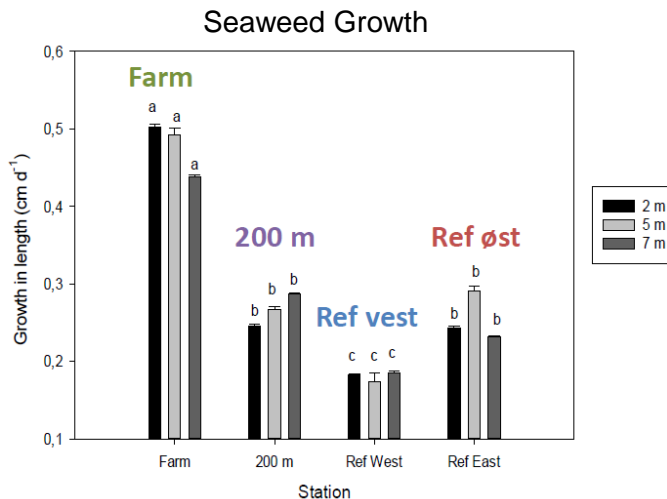 Seaweed Growth
0,6
0,5
0,4
0,3
0,2
0,1
Growth in length (cm d⁻¹)
Farm
a a a
200 m
b b b
Ref vest
c c c
Ref øst
b b b
2 m
5 m
7 m
Farm 200 m Ref West Ref East
Station